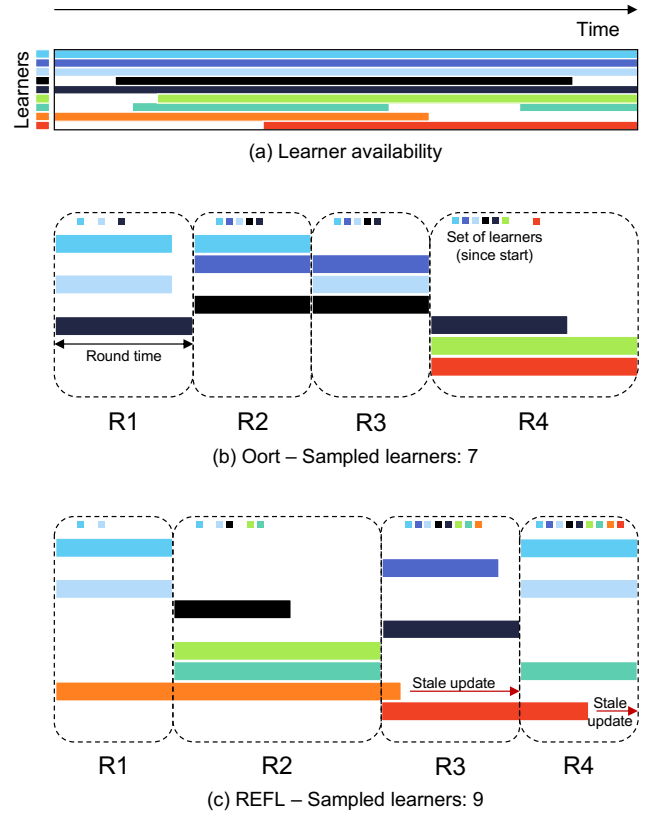 Time
Learners
(a) Learner availability
Set of learners
(since start)
Round time
R1 R2 R3 R4
(b) Oort – Sampled learners: 7
Stale update
Stale
update
R1 R2 R3 R4
(c) REFL – Sampled learners: 9